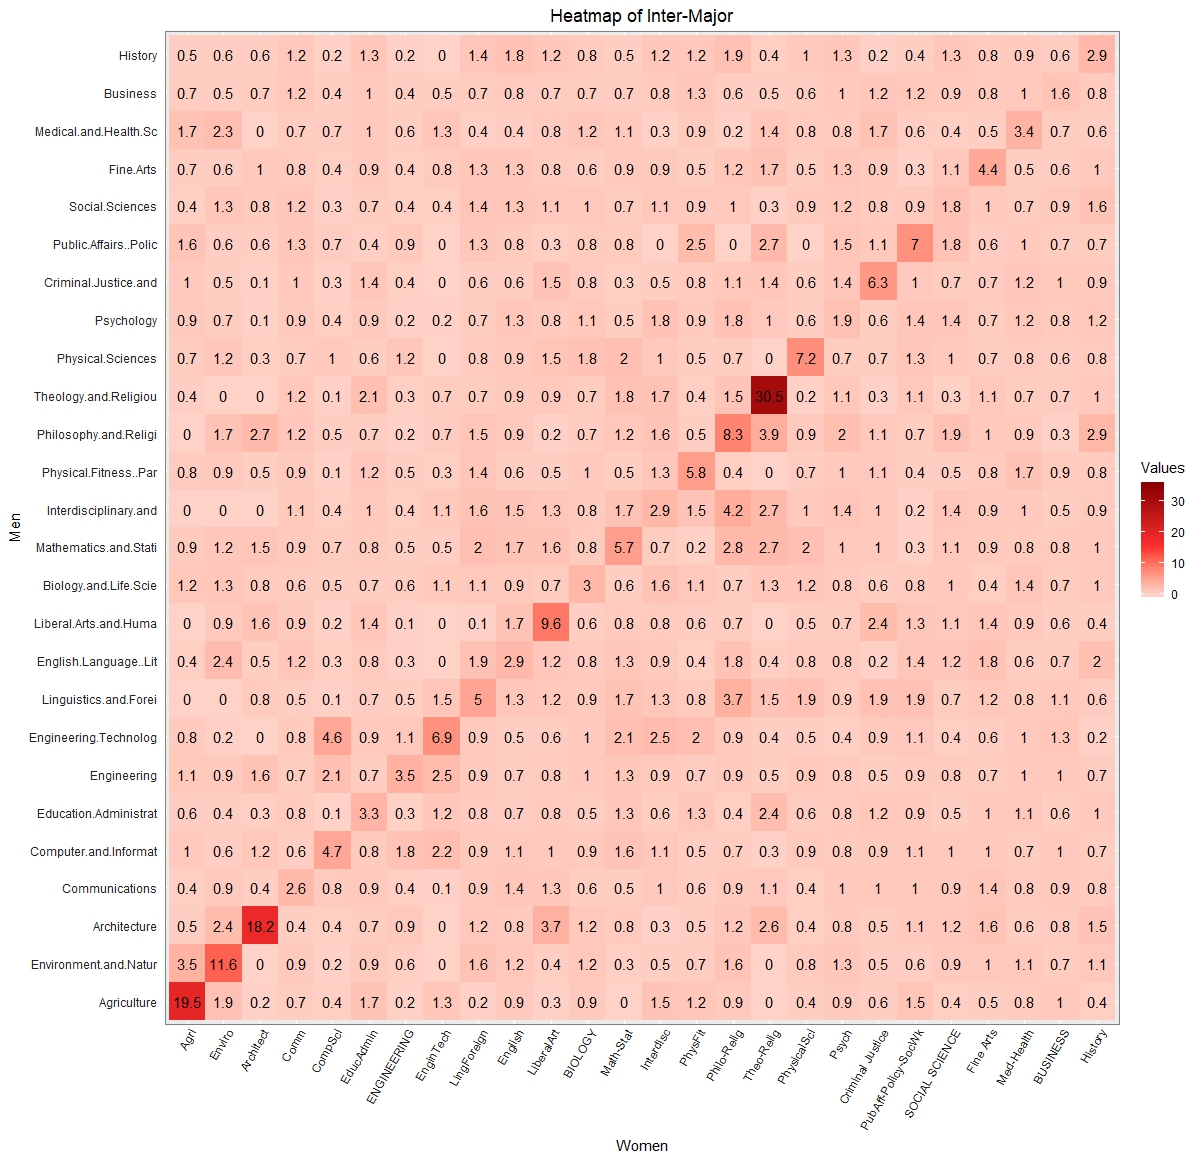 Heatmap of Inter-Major
History 0.5 0.6 0.6 1.2 0.2 1.3 0.2 0 1.4 1.8 1.2 0.8 0.5 1.2 1.2 1.9 0.4 1 1.3 0.2 0.4 1.3 0.8 0.9 0.6 2.9
Business 0.7 0.5 0.7 1.2 0.4 1 0.4 0.5 0.7 0.8 0.7 0.7 0.7 0.8 1.3 0.6 0.5 0.6 1 1.2 1.2 0.9 0.8 1 1.6 0.8
Medical.and.Health.Sc 1.7 2.3 0 0.7 0.7 1 0.6 1.3 0.4 0.4 0.8 1.2 1.1 0.3 0.9 0.2 1.4 0.8 0.8 1.7 0.6 0.4 0.5 3.4 0.7 0.6
Fine.Arts 0.7 0.6 1 0.8 0.4 0.9 0.4 0.8 1.3 1.3 0.8 0.6 0.9 0.9 0.5 1.2 1.7 0.5 1.3 0.9 0.3 1.1 4.4 0.5 0.6 1
Social.Sciences 0.4 1.3 0.8 1.2 0.3 0.7 0.4 0.4 1.4 1.3 1.1 1 0.7 1.1 0.9 1 0.3 0.9 1.2 0.8 0.9 1.8 1 0.7 0.9 1.6
Public.Affairs..Polic 1.6 0.6 0.6 1.3 0.7 0.4 0.9 0 1.3 0.8 0.3 0.8 0.8 0 2.5 0 2.7 0 1.5 1.1 7 1.8 0.6 1 0.7 0.7
Criminal.Justice.and 1 0.5 0.1 1 0.3 1.4 0.4 0 0.6 0.6 1.5 0.8 0.3 0.5 0.8 1.1 1.4 0.6 1.4 6.3 1 0.7 0.7 1.2 1 0.9
Psychology 0.9 0.7 0.1 0.9 0.4 0.9 0.2 0.2 0.7 1.3 0.8 1.1 0.5 1.8 0.9 1.8 1 0.6 1.9 0.6 1.4 1.4 0.7 1.2 0.8 1.2
Physical.Sciences 0.7 1.2 0.3 0.7 1 0.6 1.2 0 0.8 0.9 1.5 1.8 2 1 0.5 0.7 0 7.2 0.7 0.7 1.3 1 0.7 0.8 0.6 0.8
Theology.and.Religiou 0.4 0 0 1.2 0.1 2.1 0.3 0.7 0.7 0.9 0.9 0.7 1.8 1.7 0.4 1.5 30.5 0.2 1.1 0.3 1.1 0.3 1.1 0.7 0.7 1
Philosophy.and.Religi 0 1.7 2.7 1.2 0.5 0.7 0.2 0.7 1.5 0.9 0.2 0.7 1.2 1.6 0.5 8.3 3.9 0.9 2 1.1 0.7 1.9 1 0.9 0.3 2.9
Physical.Fitness..Par 0.8 0.9 0.5 0.9 0.1 1.2 0.5 0.3 1.4 0.6 0.5 1 0.5 1.3 5.8 0.4 0 0.7 1 1.1 0.4 0.5 0.8 1.7 0.9 0.8
Interdisciplinary.and 0 0 0 1.1 0.4 1 0.4 1.1 1.6 1.5 1.3 0.8 1.7 2.9 1.5 4.2 2.7 1 1.4 1 0.2 1.4 0.9 1 0.5 0.9
Mathematics.and.Stati 0.9 1.2 1.5 0.9 0.7 0.8 0.5 0.5 2 1.7 1.6 0.8 5.7 0.7 0.2 2.8 2.7 2 1 1 0.3 1.1 0.9 0.8 0.8 1
Biology.and.Life.Scie 1.2 1.3 0.8 0.6 0.5 0.7 0.6 1.1 1.1 0.9 0.7 3 0.6 1.6 1.1 0.7 1.3 1.2 0.8 0.6 0.8 1 0.4 1.4 0.7 1
Liberal.Arts.and.Huma 0 0.9 1.6 0.9 0.2 1.4 0.1 0 0.1 1.7 9.6 0.6 0.8 0.8 0.6 0.7 0 0.5 0.7 2.4 1.3 1.1 1.4 0.9 0.6 0.4
English.Language..Lit 0.4 2.4 0.5 1.2 0.3 0.8 0.3 0 1.9 2.9 1.2 0.8 1.3 0.9 0.4 1.8 0.4 0.8 0.8 0.2 1.4 1.2 1.8 0.6 0.7 2
Linguistics.and.Forei 0 0 0.8 0.5 0.1 0.7 0.5 1.5 5 1.3 1.2 0.9 1.7 1.3 0.8 3.7 1.5 1.9 0.9 1.9 1.9 0.7 1.2 0.8 1.1 0.6
Engineering.Technolog 0.8 0.2 0 0.8 4.6 0.9 1.1 6.9 0.9 0.5 0.6 1 2.1 2.5 2 0.9 0.4 0.5 0.4 0.9 1.1 0.4 0.6 1 1.3 0.2
Engineering 1.1 0.9 1.6 0.7 2.1 0.7 3.5 2.5 0.9 0.7 0.8 1 1.3 0.9 0.7 0.9 0.5 0.9 0.8 0.5 0.9 0.8 0.7 1 1 0.7
Education.Administrat 0.6 0.4 0.3 0.8 0.1 3.3 0.3 1.2 0.8 0.7 0.8 0.5 1.3 0.6 1.3 0.4 2.4 0.6 0.8 1.2 0.9 0.5 1 1.1 0.6 1
Computer.and.Informat 1 0.6 1.2 0.6 4.7 0.8 1.8 2.2 0.9 1.1 1 0.9 1.6 1.1 0.5 0.7 0.3 0.9 0.8 0.9 1.1 1 1 0.7 1 0.7
Communications 0.4 0.9 0.4 2.6 0.8 0.9 0.4 0.1 0.9 1.4 1.3 0.6 0.5 1 0.6 0.9 1.1 0.4 1 1 1 0.9 1.4 0.8 0.9 0.8
Architecture 0.5 2.4 18.2 0.4 0.4 0.7 0.9 0 1.2 0.8 3.7 1.2 0.8 0.3 0.5 1.2 2.6 0.4 0.8 0.5 1.1 1.2 1.6 0.6 0.8 1.5
Environment.and.Natur 3.5 11.6 0 0.9 0.2 0.9 0.6 0 1.6 1.2 0.4 1.2 0.3 0.5 0.7 1.6 0 0.8 1.3 0.5 0.6 0.9 1 1.1 0.7 1.1
Agriculture 19.5 1.9 0.2 0.7 0.4 1.7 0.2 1.3 0.2 0.9 0.3 0.9 0 1.5 1.2 0.9 0 0.4 0.9 0.6 1.5 0.4 0.5 0.8 1 0.4
Agri Enviro Architect Comm CompSci EducAdmin ENGINEERING EnginTech LingForeign English LiberalArt BIOLOGY Math-Stat Interdisc PhysFit Philo-Relig Theo-Relig PhysicalSci Psych Criminal Justice PubAff-Policy-SocWk SOCIAL SCIENCE Fine Arts Med-Health BUSINESS History
Women
Men
Values
30
20
10
0